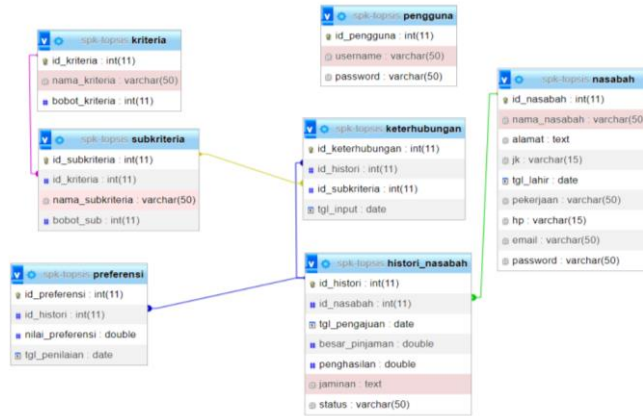 spk-topsis kriteria
id_kriteria : int(11)
nama_kriteria : varchar(50)
bobot_kriteria : int(11)
spk-topsis pengguna
id_pengguna : int(11)
username : varchar(50)
password : varchar(50)
spk-topsis nasabah
id_nasabah : int(11)
nama_nasabah : varchar(50
alamat : text
jk : varchar(15)
tgl_lahir : date
pekerjaan : varchar(50)
hp : varchar(15)
email : varchar(50)
password : varchar(50)
spk-topsis subkriteria
id_subkriteria : int(11)
id_kriteria : int(11)
nama_subkriteria : varchar(50)
bobot_sub : int(11)
spk-topsis keterhubungan
id_keterhubungan : int(11)
id_histori : int(11)
id_subkriteria : int(11)
tgl_input : date
spk-topsis preferensi
id_preferensi : int(11)
id_histori : int(11)
nilai_preferensi : double
tgl_penilaian : date
spk-topsis histori_nasabah
id_histori : int(11)
id_nasabah : int(11)
tgl_pengajuan : date
besar_pinjaman : double
penghasilan : double
jaminan : text
status : varchar(50)